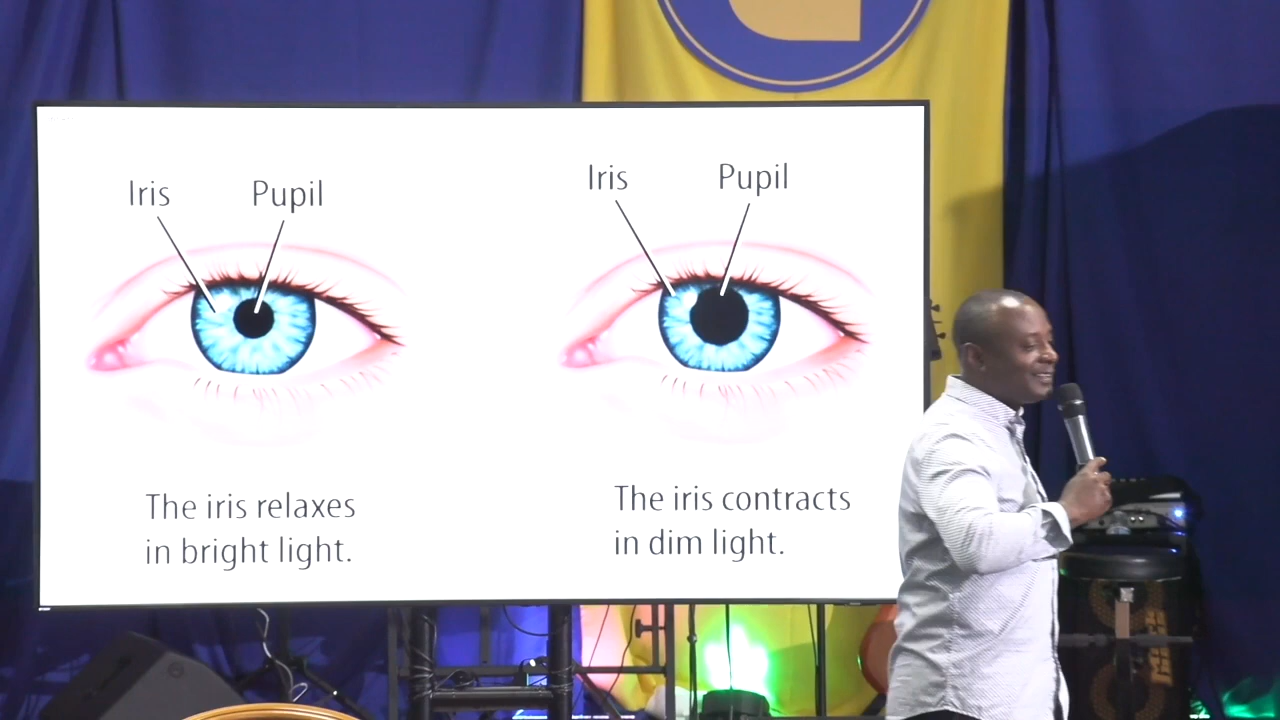 Iris Pupil
Iris Pupil
The iris relaxes
in bright light.
The iris contracts
in dim light.